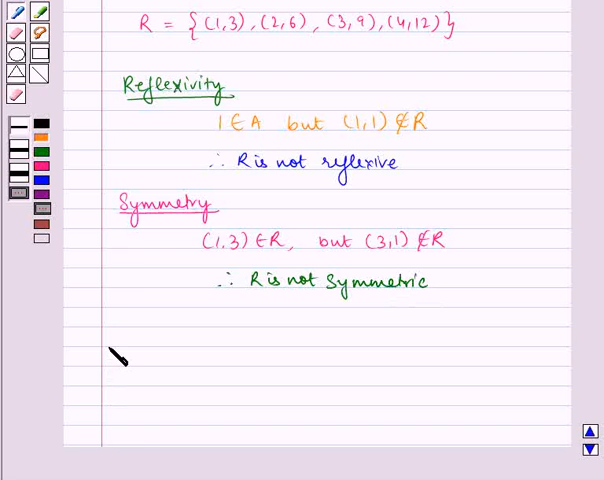 R = {(1,3),(2,6),(3,9),(4,12)}
Reflexivity
1 ∈ A but (1,1) ∉ R
∴ R is not reflexive
Symmetry
(1,3) ∈ R, but (3,1) ∉ R
∴ R is not Symmetric